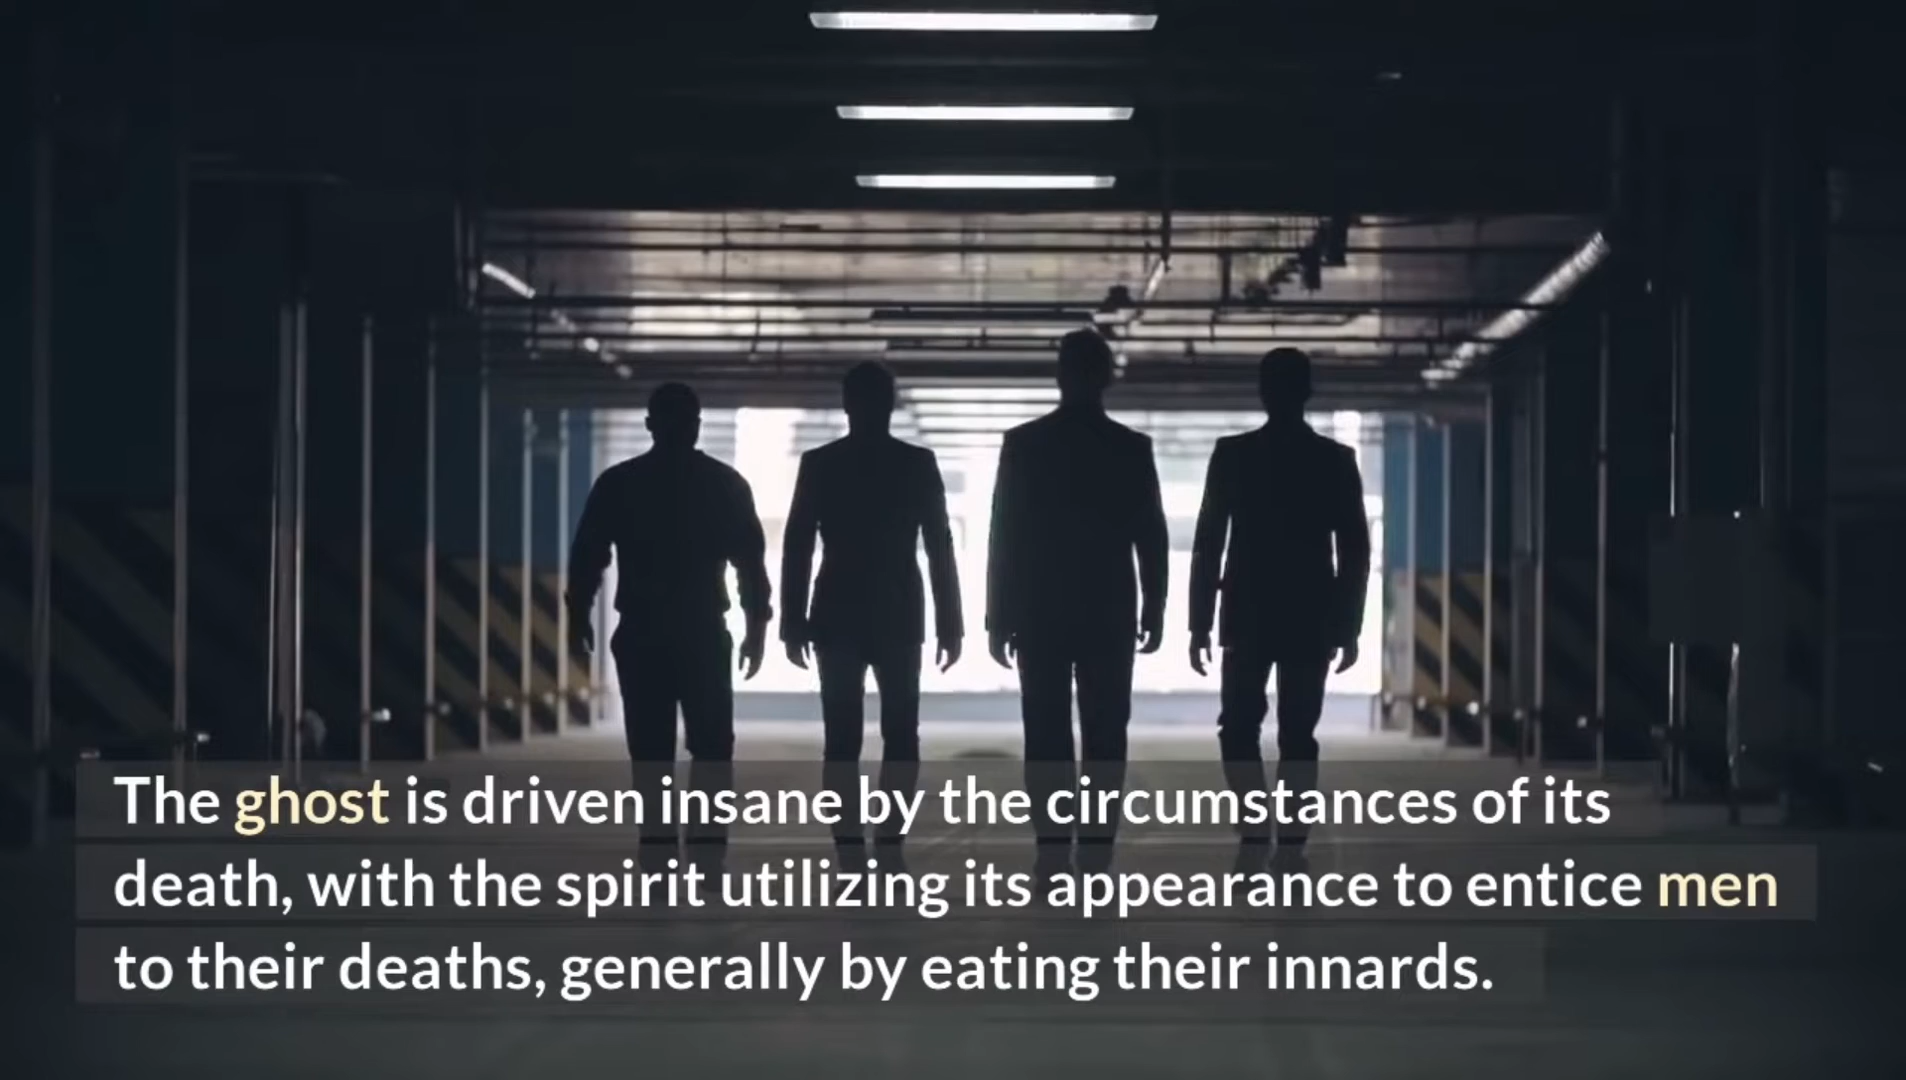 The ghost is driven insane by the circumstances of its
death, with the spirit utilizing its appearance to entice men
to their deaths, generally by eating their innards.